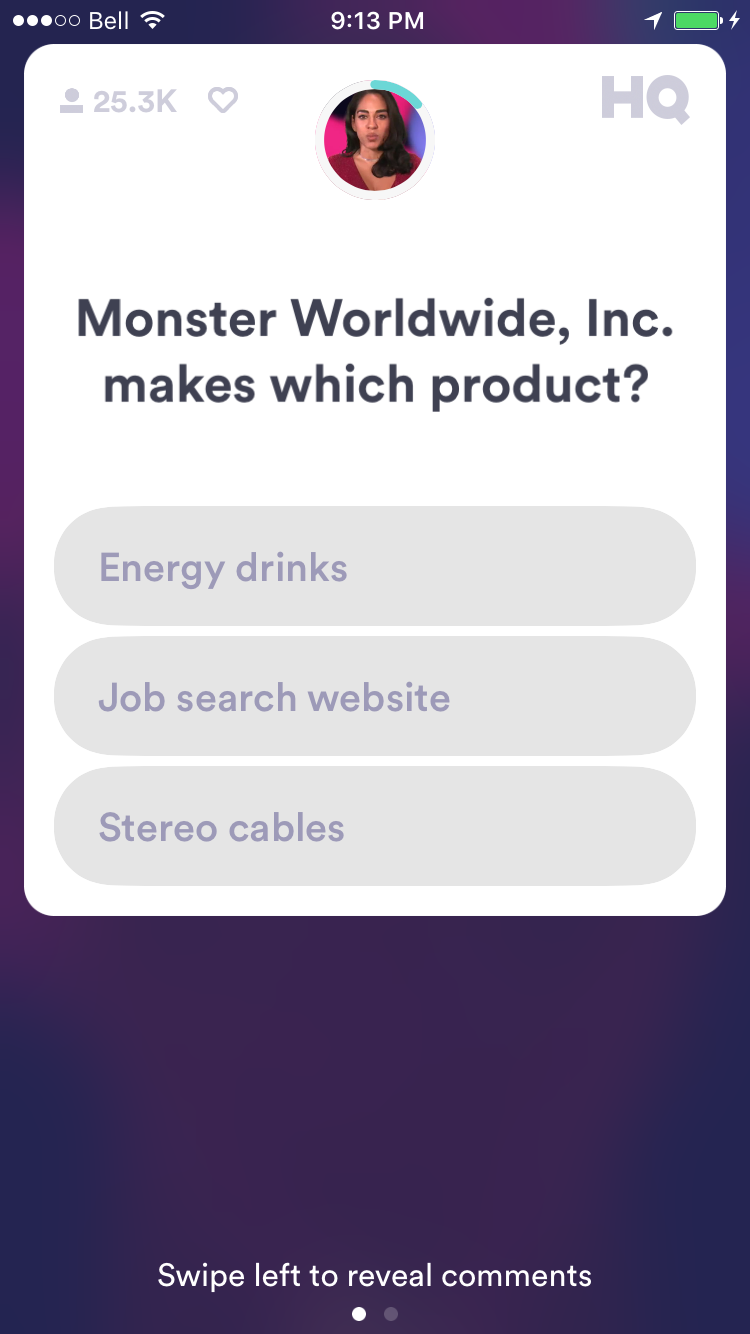 Bell 9:13 PM
25.3K HQ
Monster Worldwide, Inc.
makes which product?
Energy drinks
Job search website
Stereo cables
Swipe left to reveal comments